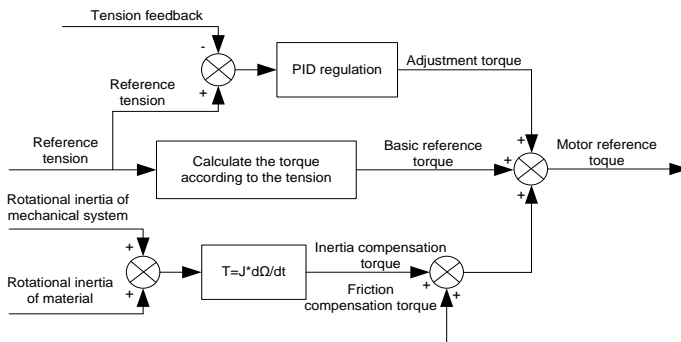 Tension feedback
-
PID regulation
Adjustment torque
+
Reference
tension
+
Reference
tension
Calculate the torque
according to the tension
Basic reference
torque
+
Motor reference
toque
+
Rotational inertia of
mechanical system
+
T=J*dΩ/dt
Inertia compensation
torque
+
Rotational inertia
of material
+
Friction
compensation torque
+